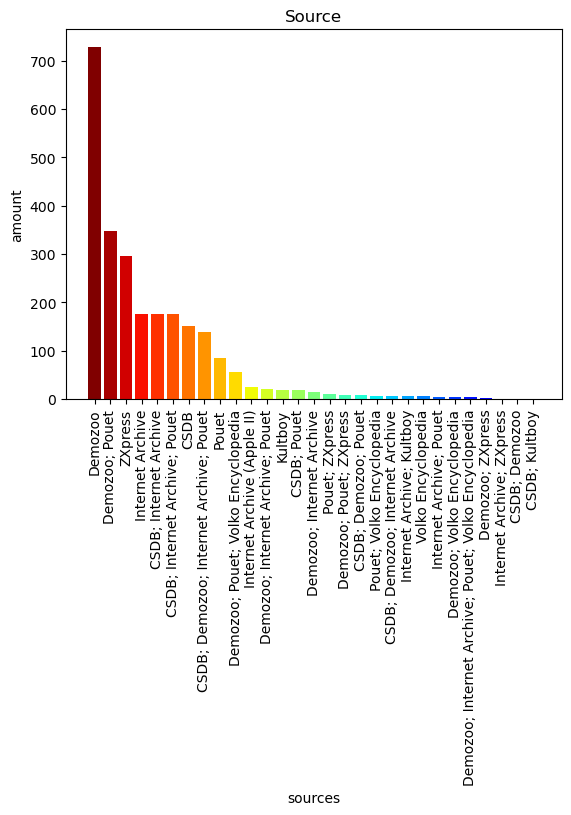 Source
amount
700
600
500
400
300
200
100
0
Demozoo
Demozoo; Pouet
ZXpress
Internet Archive
CSDB; Internet Archive
CSDB; Internet Archive; Pouet
CSDB
CSDB; Demozoo; Internet Archive; Pouet
Pouet
Demozoo; Pouet; Volko Encyclopedia
Internet Archive (Apple II)
Demozoo; Internet Archive; Pouet
Kultboy
CSDB; Pouet
Demozoo; Internet Archive
Pouet; ZXpress
Demozoo; Pouet; ZXpress
CSDB; Demozoo; Pouet
Pouet; Volko Encyclopedia
CSDB; Demozoo; Internet Archive
Internet Archive; Kultboy
Volko Encyclopedia
Internet Archive; Pouet
Demozoo; Volko Encyclopedia
Demozoo; Internet Archive; Pouet; Volko Encyclopedia
Demozoo; ZXpress
Internet Archive; ZXpress
CSDB; Demozoo
CSDB; Kultboy
sources